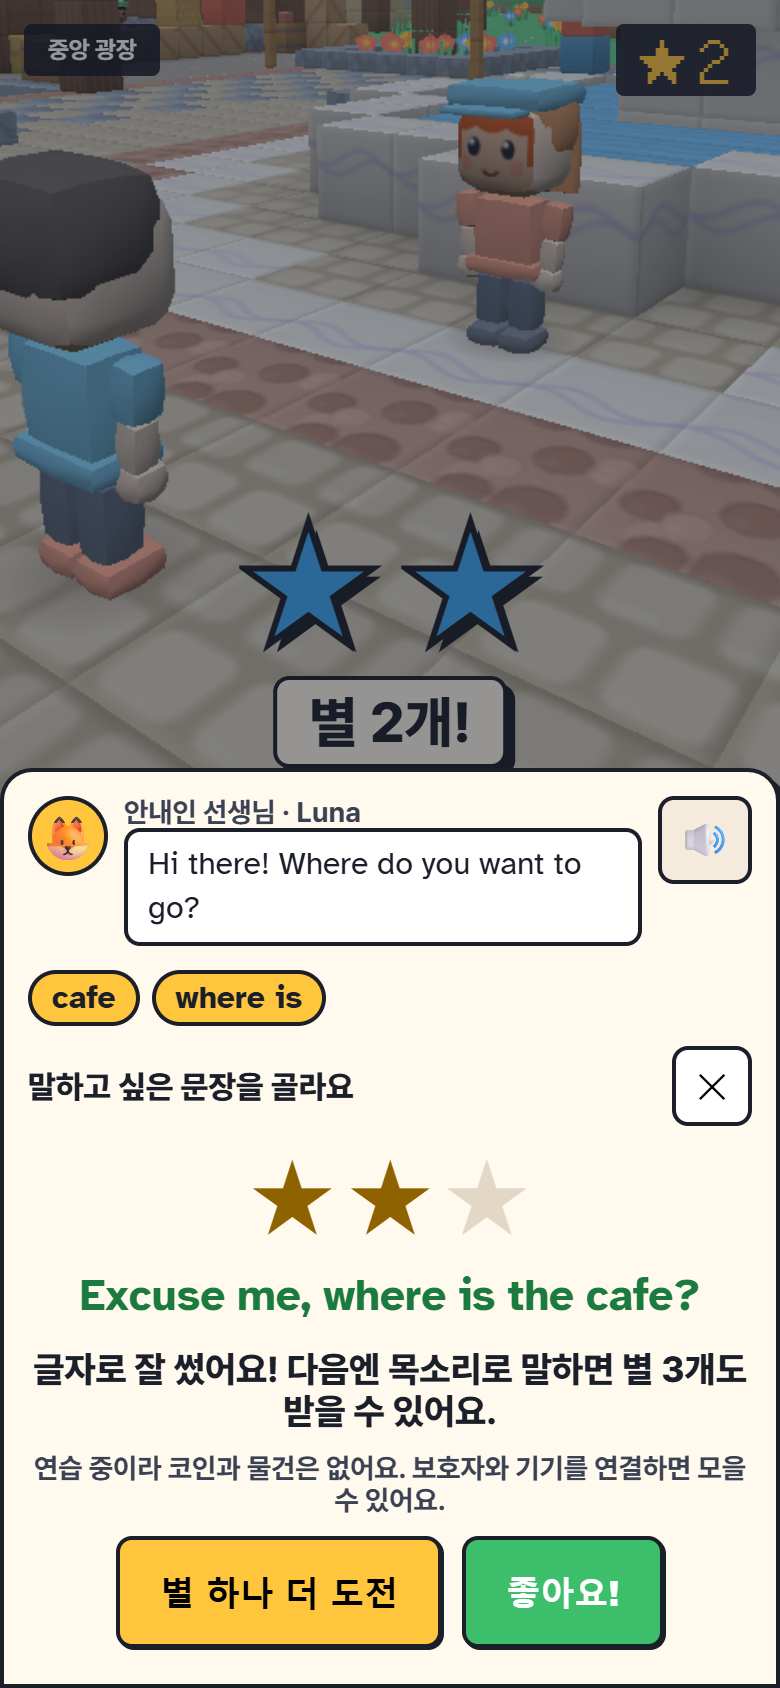 중앙 광장
★ 2
별 2개!
안내인 선생님 · Luna
Hi there! Where do you want to
go?
cafe
where is
말하고 싶은 문장을 골라요
Excuse me, where is the cafe?
글자로 잘 썼어요! 다음엔 목소리로 말하면 별 3개도
받을 수 있어요.
연습 중이라 코인과 물건은 없어요. 보호자와 기기를 연결하면 모을
수 있어요.
별 하나 더 도전
좋아요!